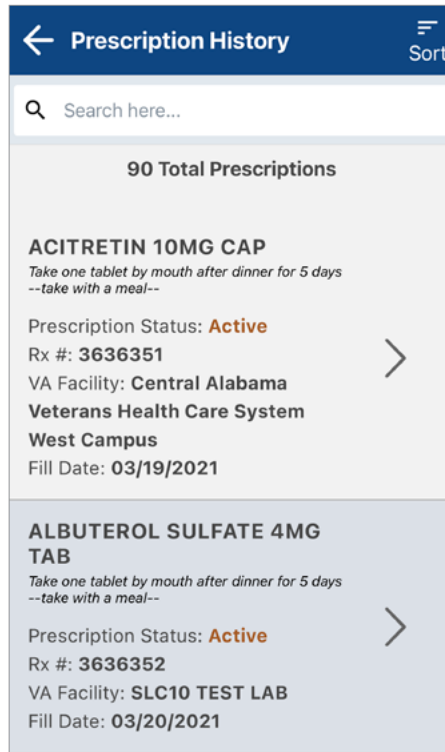 Prescription History
Sort
Search here...
90 Total Prescriptions
ACITRETIN 10MG CAP
Take one tablet by mouth after dinner for 5 days
--take with a meal--
Prescription Status: Active
Rx #: 3636351
VA Facility: Central Alabama
Veterans Health Care System
West Campus
Fill Date: 03/19/2021
ALBUTEROL SULFATE 4MG
TAB
Take one tablet by mouth after dinner for 5 days
--take with a meal--
Prescription Status: Active
Rx #: 3636352
VA Facility: SLC10 TEST LAB
Fill Date: 03/20/2021